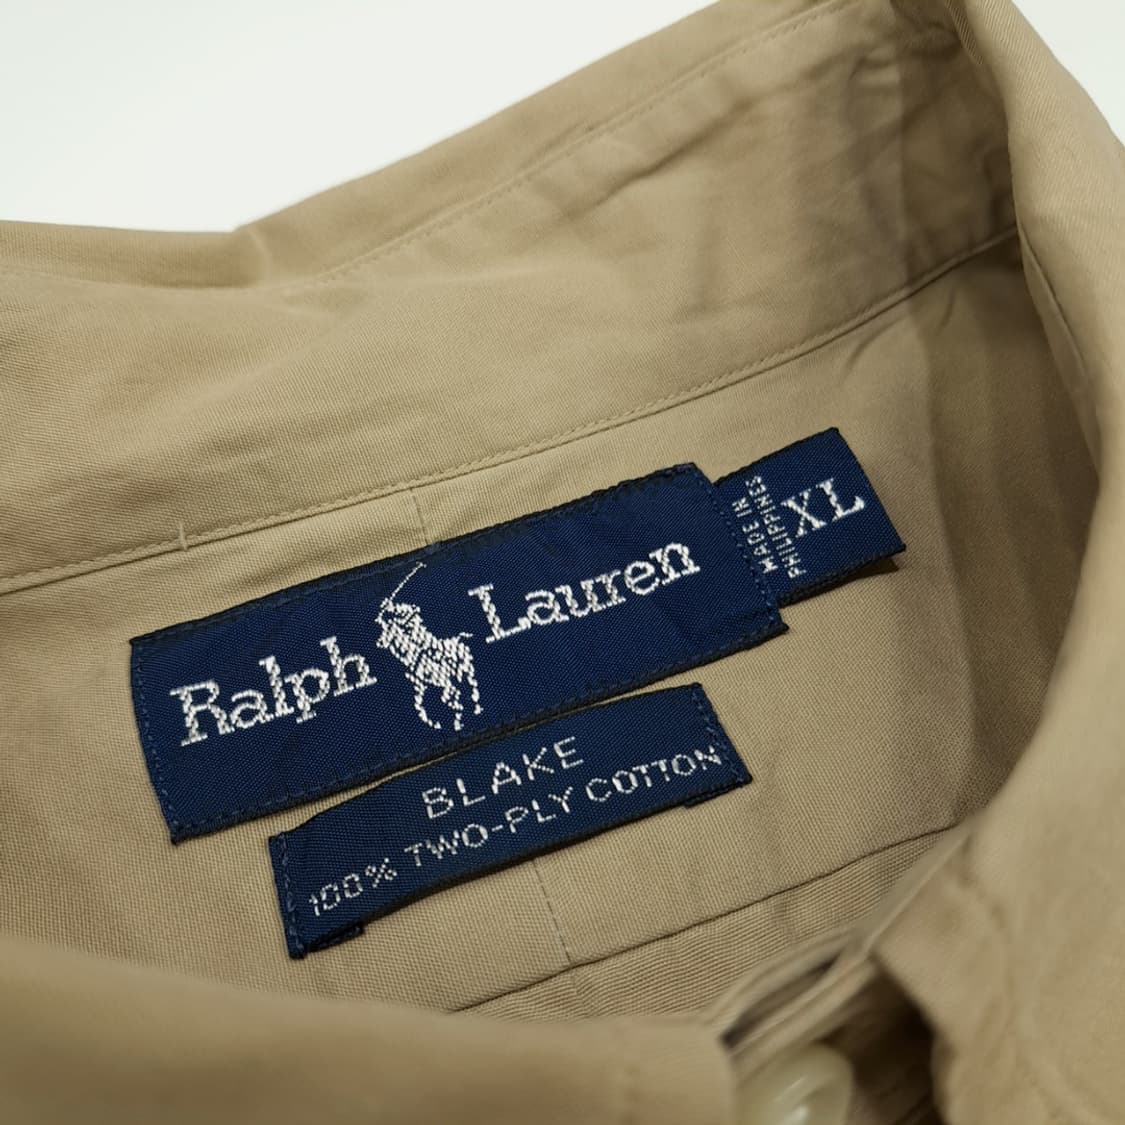 Ralph Lauren
MADE IN
PHILIPPINES
XL
BLAKE
100% TWO-PLY COTTON